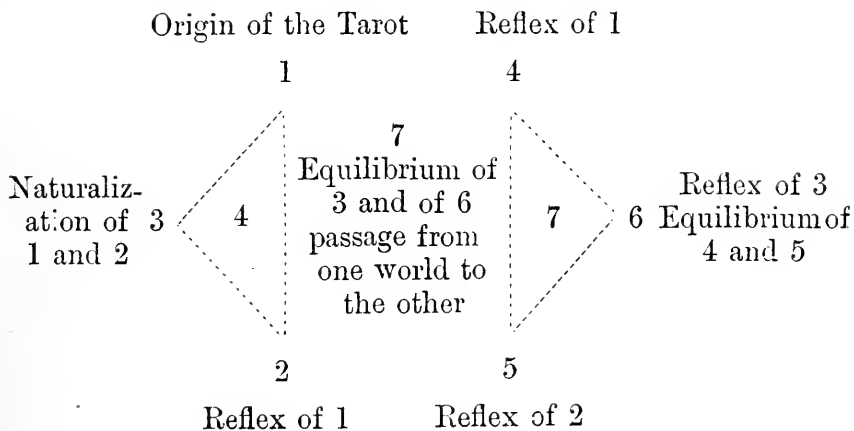 Origin of the Tarot
Reflex of 1
1
4
7
Equilibrium of
3 and of 6
passage from
one world to
the other
Naturaliz-
ation of
1 and 2
3
4
7
6
Reflex of 3
Equilibrium of
4 and 5
2
5
Reflex of 1
Reflex of 2